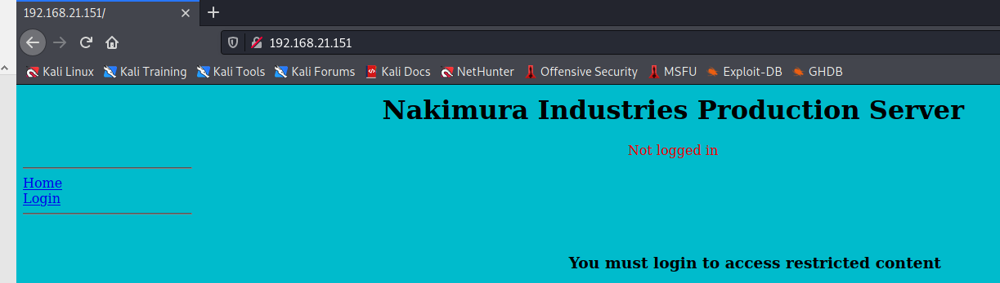 192.168.21.151/
192.168.21.151
Kali Linux Kali Training Kali Tools Kali Forums Kali Docs NetHunter Offensive Security MSFU Exploit-DB GHDB
Nakimura Industries Production Server
Not logged in
Home
Login
You must login to access restricted content